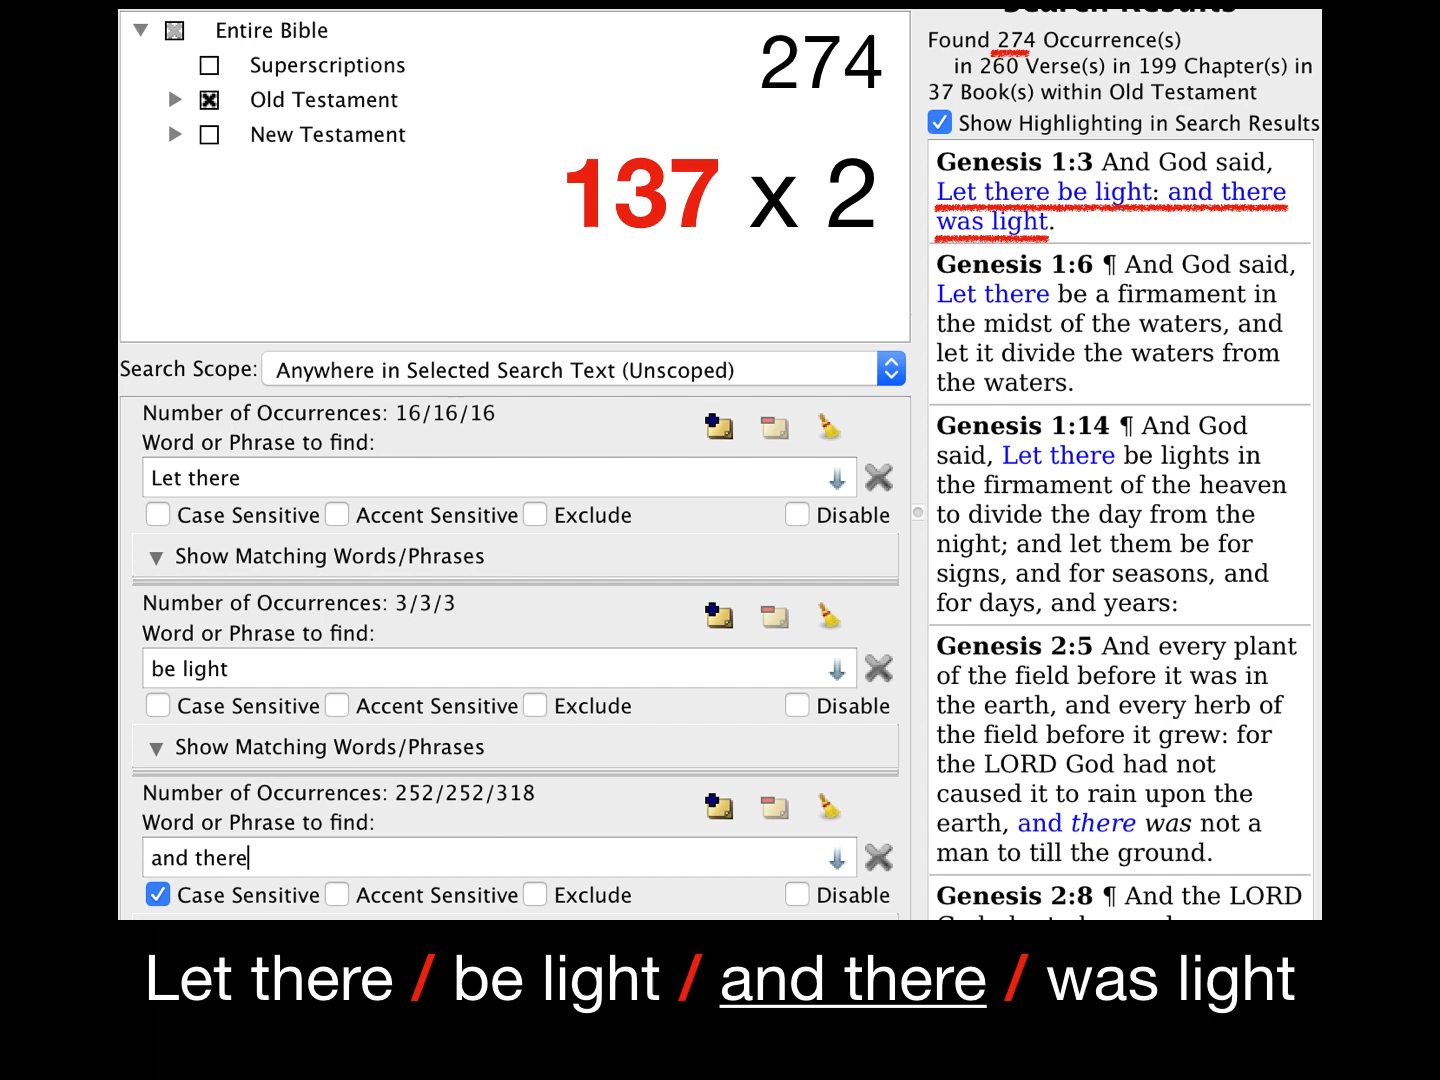 Entire Bible
Superscriptions
Old Testament
New Testament
274
137 x 2
Search Scope: Anywhere in Selected Search Text (Unscoped)
Number of Occurrences: 16/16/16
Word or Phrase to find:
Let there
Case Sensitive Accent Sensitive Exclude Disable
Show Matching Words/Phrases
Number of Occurrences: 3/3/3
Word or Phrase to find:
be light
Case Sensitive Accent Sensitive Exclude Disable
Show Matching Words/Phrases
Number of Occurrences: 252/252/318
Word or Phrase to find:
and there
Case Sensitive Accent Sensitive Exclude Disable
Search Results
Found 274 Occurrence(s)
in 260 Verse(s) in 199 Chapter(s) in
37 Book(s) within Old Testament
Show Highlighting in Search Results
Genesis 1:3 And God said,
Let there be light: and there
was light.
Genesis 1:6 ¶ And God said,
Let there be a firmament in
the midst of the waters, and
let it divide the waters from
the waters.
Genesis 1:14 ¶ And God
said, Let there be lights in
the firmament of the heaven
to divide the day from the
night; and let them be for
signs, and for seasons, and
for days, and years:
Genesis 2:5 And every plant
of the field before it was in
the earth, and every herb of
the field before it grew: for
the LORD God had not
caused it to rain upon the
earth, and there was not a
man to till the ground.
Genesis 2:8 ¶ And the LORD
Let there / be light / and there / was light